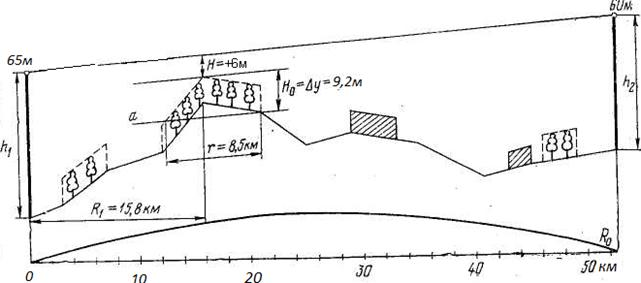 60м
65м
H=+6м
H₀=Δy=9,2м
h₂
h₁
a
r=8,5км
R₁=15,8км
R₀
0 10 20 30 40 50 км